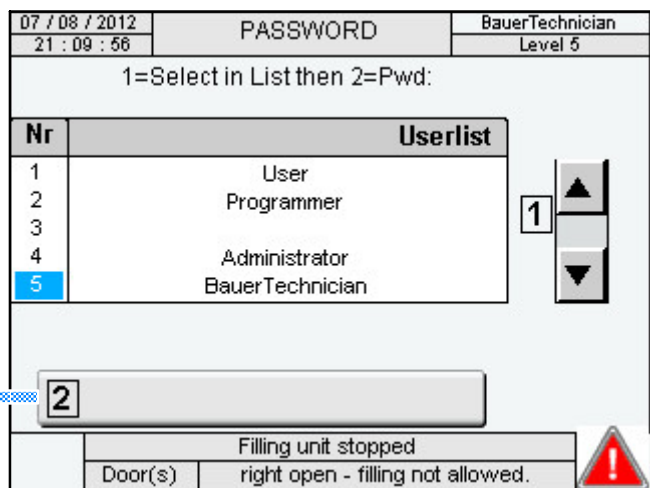 07 / 08 / 2012 PASSWORD BauerTechnician
21 : 09 : 56 Level 5
1=Select in List then 2=Pwd:
Nr Userlist
1 User
2 Programmer
3
4 Administrator
5 BauerTechnician
1
2
Filling unit stopped
Door(s) right open - filling not allowed.